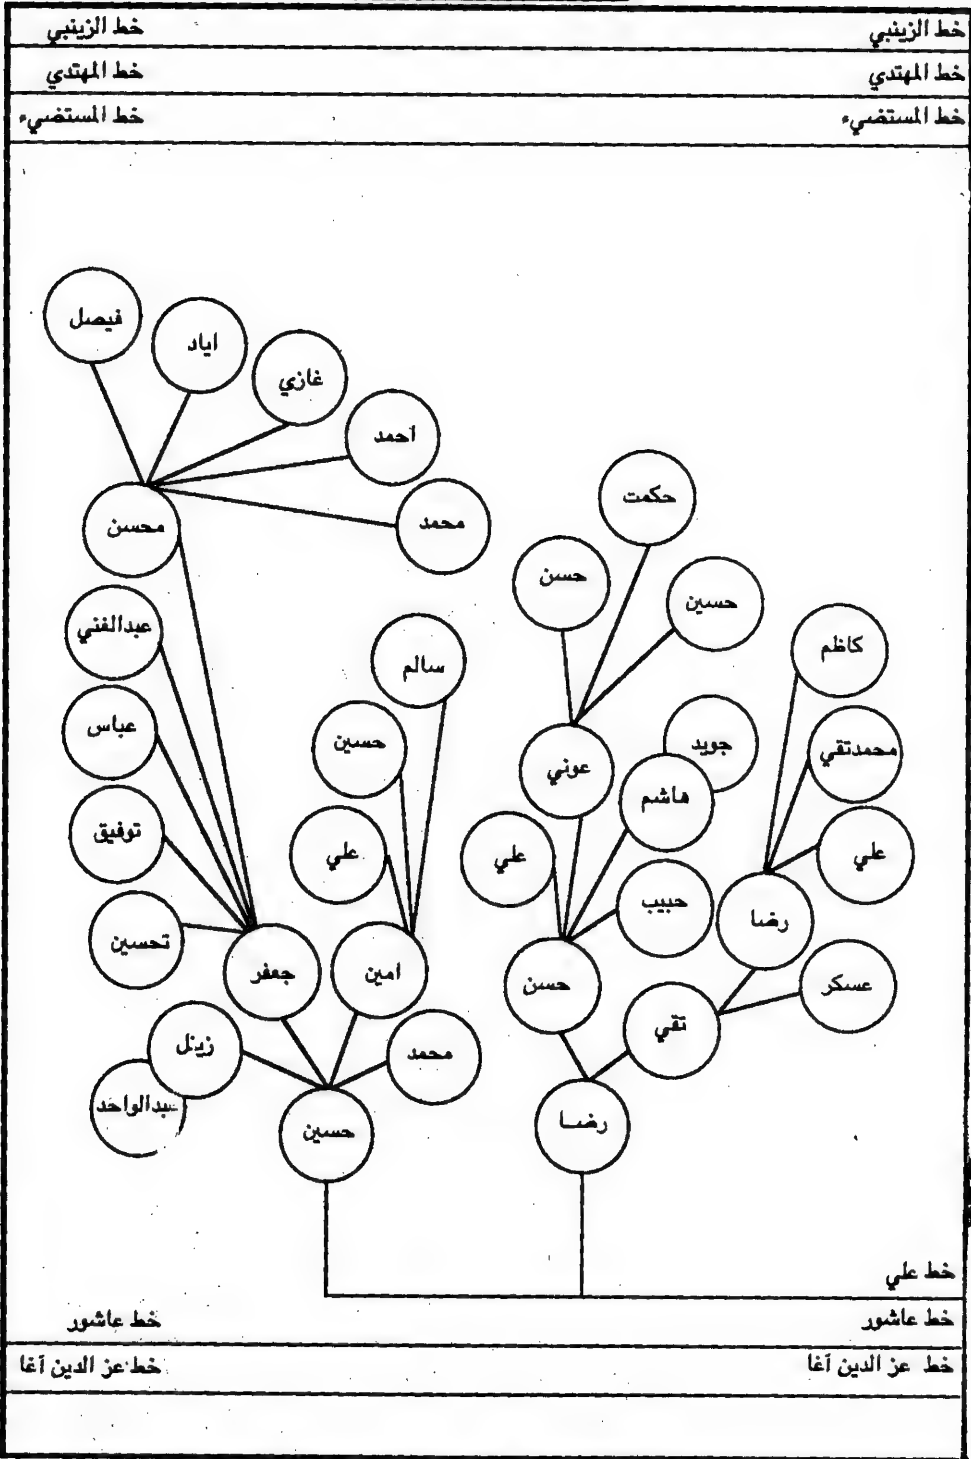 خط الزينبي خط الزينبي
خط المهتدي خط المهتدي
خط المستضيء خط المستضيء
فيصل
اياد
غازي
احمد
محمد
محسن
عبدالغني
عباس
توفيق
تحسين
جعفر
سالم
حسين
علي
امين
زينل
عبدالواحد
محمد
حسين
حكمت
حسن
حسين
عوني
جويد
هاشم
علي
حبيب
حسن
كاظم
محمدتقي
علي
رضا
عسكر
تقي
رضا
خط علي
خط عاشور خط عاشور
خط عز الدين آغا خط عز الدين آغا